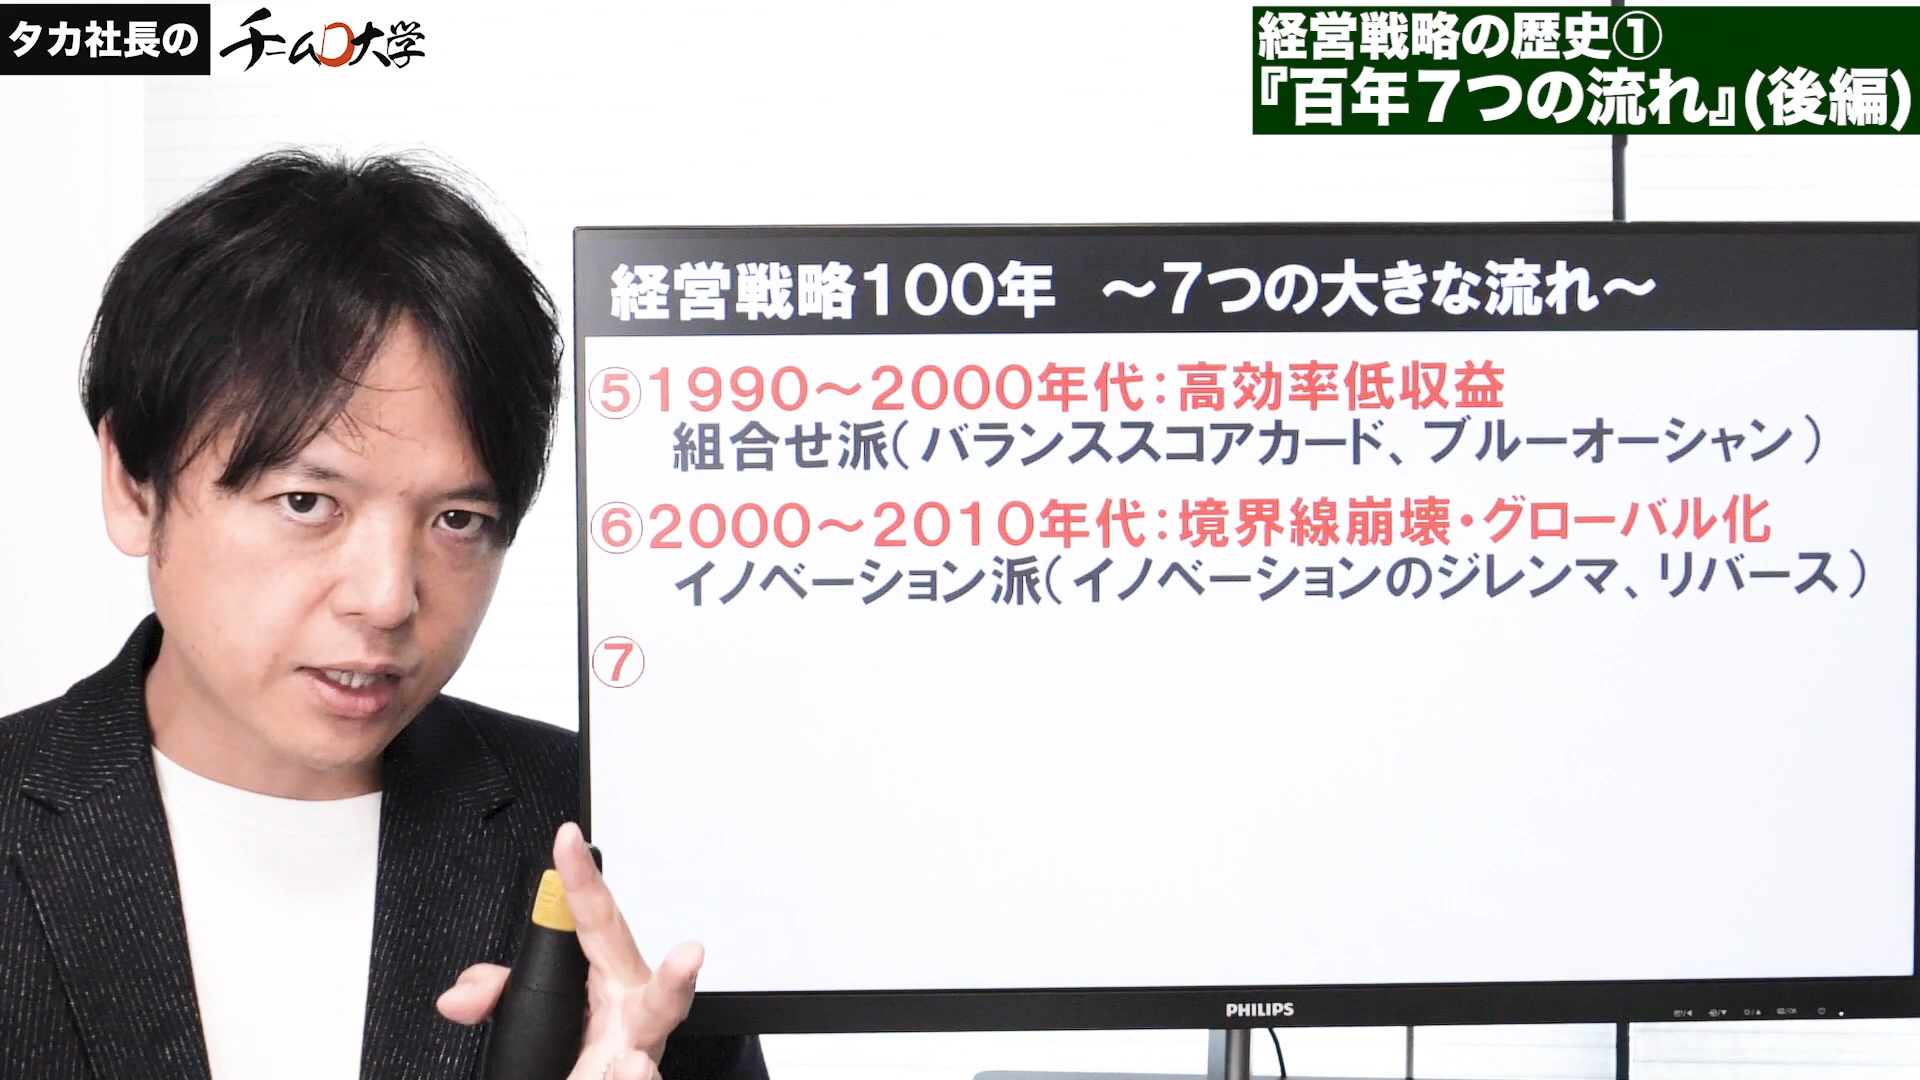 タカ社長の
チームの大学
経営戦略の歴史①
『百年７つの流れ』(後編)
経営戦略１００年　～７つの大きな流れ～
⑤１９９０～２０００年代：高効率低収益
組合せ派（バランススコアカード、ブルーオーシャン）
⑥２０００～２０１０年代：境界線崩壊・グローバル化
イノベーション派（イノベーションのジレンマ、リバース）
⑦
PHILIPS